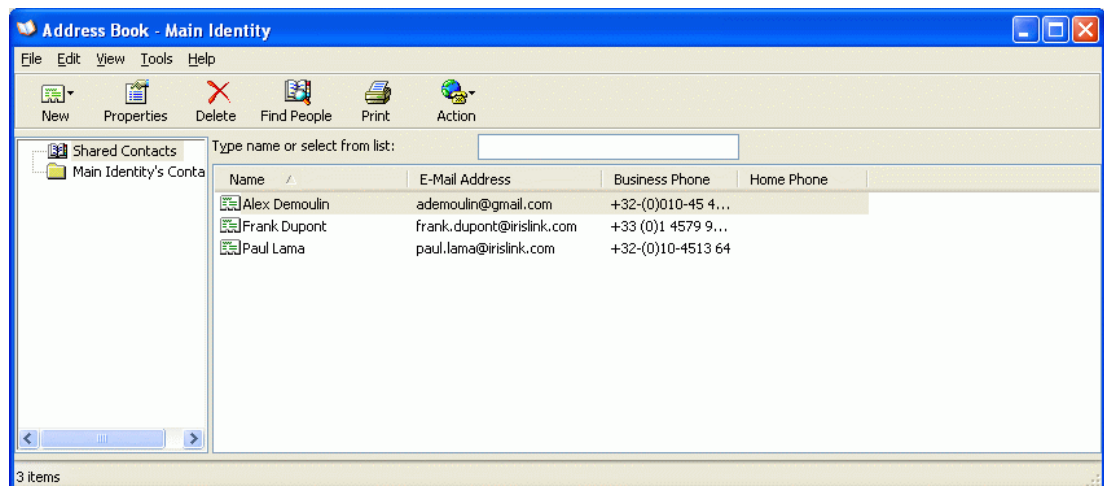 Address Book - Main Identity
File Edit View Tools Help
New Properties Delete Find People Print Action
Shared Contacts
Main Identity's Conta
Type name or select from list:
Name E-Mail Address Business Phone Home Phone
Alex Demoulin ademoulin@gmail.com +32-(0)010-45 4...
Frank Dupont frank.dupont@irislink.com +33 (0)1 4579 9...
Paul Lama paul.lama@irislink.com +32-(0)10-4513 64
3 items